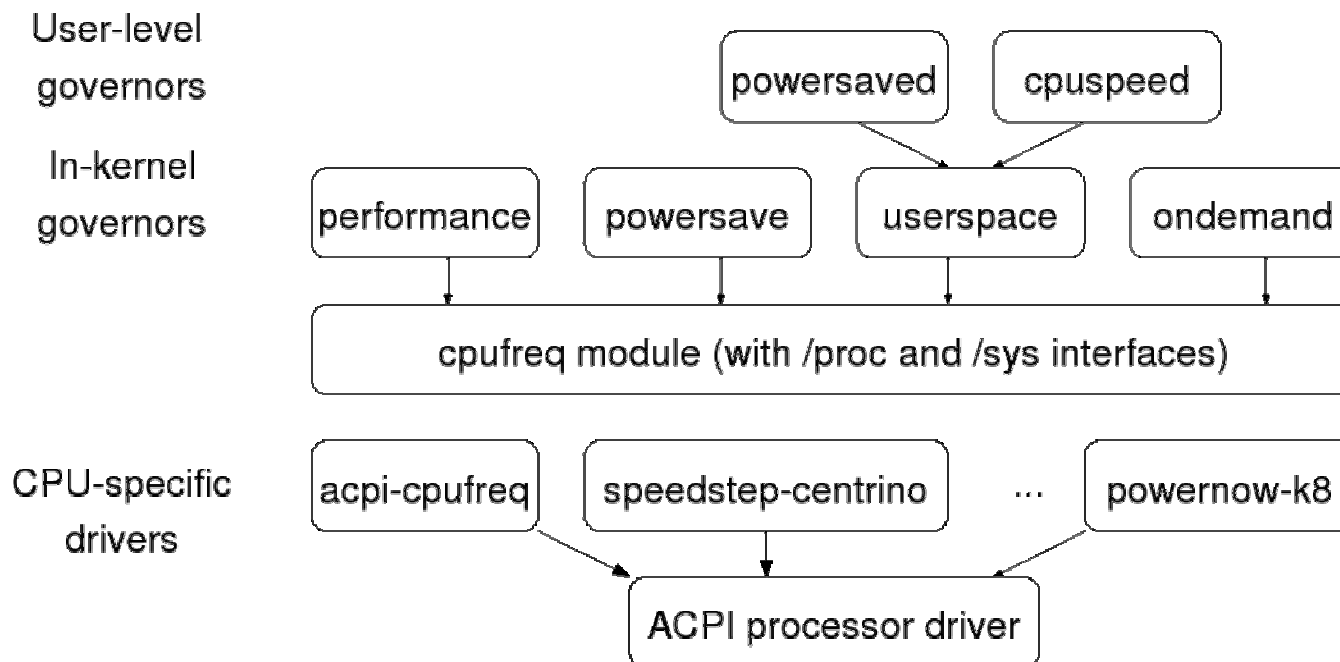 User-level
governors
powersaved
cpuspeed
In-kernel
governors
performance
powersave
userspace
ondemand
cpufreq module (with /proc and /sys interfaces)
CPU-specific
drivers
acpi-cpufreq
speedstep-centrino
...
powernow-k8
ACPI processor driver